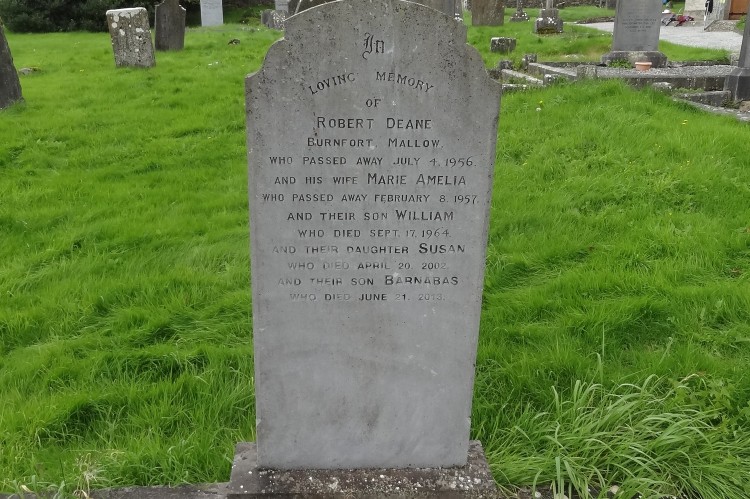 In
LOVING MEMORY
OF
ROBERT DEANE
BURNFORT, MALLOW,
WHO PASSED AWAY JULY 4, 1956.
AND HIS WIFE MARIE AMELIA
WHO PASSED AWAY FEBRUARY 8, 1957.
AND THEIR SON WILLIAM
WHO DIED SEPT. 17, 1964.
AND THEIR DAUGHTER SUSAN
WHO DIED APRIL 20, 2002.
AND THEIR SON BARNABAS
WHO DIED JUNE 21, 2013.